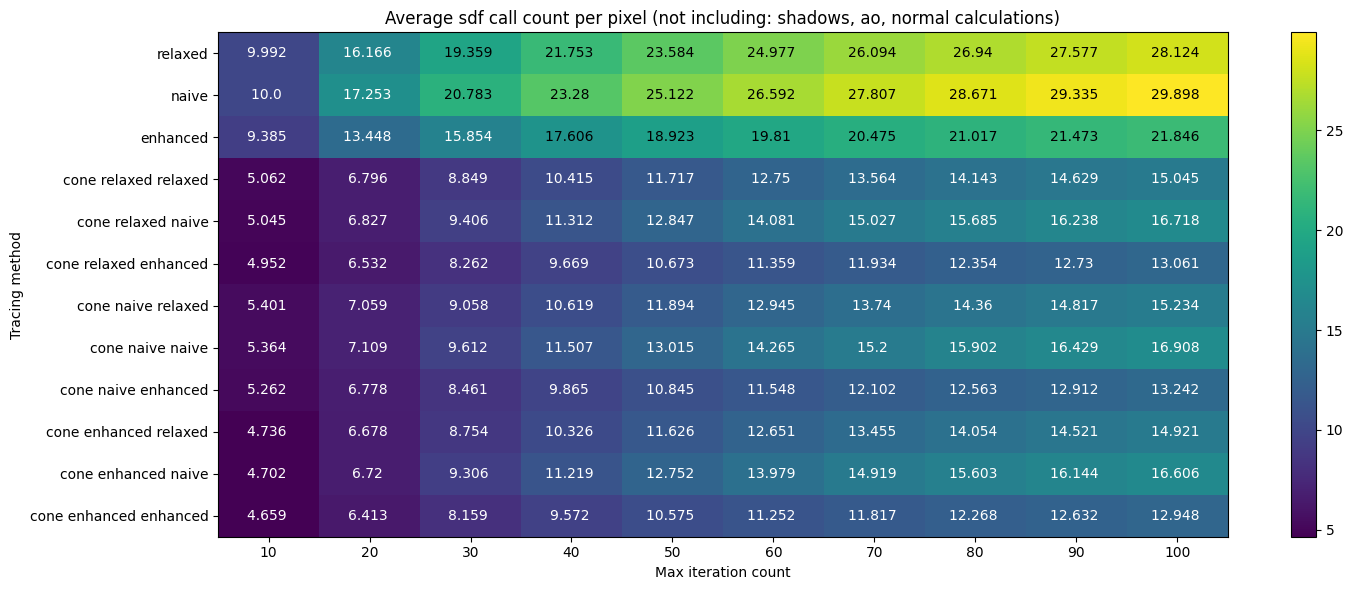 Average sdf call count per pixel (not including: shadows, ao, normal calculations)
relaxed 9.992 16.166 19.359 21.753 23.584 24.977 26.094 26.94 27.577 28.124
naive 10.0 17.253 20.783 23.28 25.122 26.592 27.807 28.671 29.335 29.898
enhanced 9.385 13.448 15.854 17.606 18.923 19.81 20.475 21.017 21.473 21.846
cone relaxed relaxed 5.062 6.796 8.849 10.415 11.717 12.75 13.564 14.143 14.629 15.045
cone relaxed naive 5.045 6.827 9.406 11.312 12.847 14.081 15.027 15.685 16.238 16.718
cone relaxed enhanced 4.952 6.532 8.262 9.669 10.673 11.359 11.934 12.354 12.73 13.061
cone naive relaxed 5.401 7.059 9.058 10.619 11.894 12.945 13.74 14.36 14.817 15.234
cone naive naive 5.364 7.109 9.612 11.507 13.015 14.265 15.2 15.902 16.429 16.908
cone naive enhanced 5.262 6.778 8.461 9.865 10.845 11.548 12.102 12.563 12.912 13.242
cone enhanced relaxed 4.736 6.678 8.754 10.326 11.626 12.651 13.455 14.054 14.521 14.921
cone enhanced naive 4.702 6.72 9.306 11.219 12.752 13.979 14.919 15.603 16.144 16.606
cone enhanced enhanced 4.659 6.413 8.159 9.572 10.575 11.252 11.817 12.268 12.632 12.948
10 20 30 40 50 60 70 80 90 100
Max iteration count
Tracing method
25
20
15
10
5